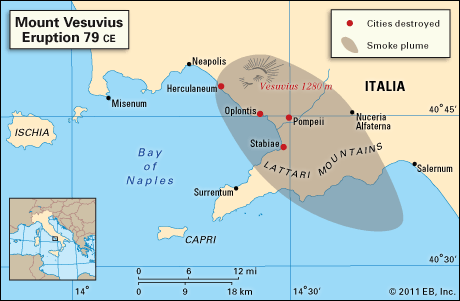 Mount Vesuvius
Eruption 79 CE
Cities destroyed
Smoke plume
Neapolis
Vesuvius 1280 m
ITALIA
Herculaneum
Misenum
Oplontis
Pompeii
Nuceria
Alfaterna
40°45'
ISCHIA
Stabiae
LATTARI MOUNTAINS
Bay
of
Naples
Salernum
Surrentum
CAPRI
0 6 12 mi
0 9 18 km
40°30'
14°
14°30'
© 2011 EB, Inc.